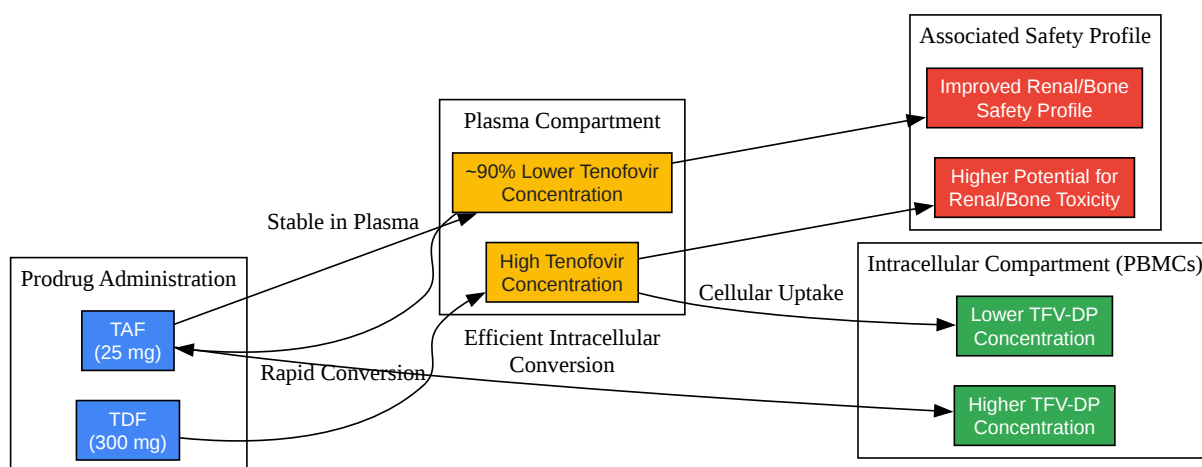 Associated Safety Profile
Improved Renal/Bone
Safety Profile
Higher Potential for
Renal/Bone Toxicity
Plasma Compartment
~90% Lower Tenofovir
Concentration
High Tenofovir
Concentration
Stable in Plasma
Prodrug Administration
TAF
(25 mg)
TDF
(300 mg)
Rapid Conversion
Efficient Intracellular
Conversion
Cellular Uptake
Intracellular Compartment (PBMCs)
Lower TFV-DP
Concentration
Higher TFV-DP
Concentration